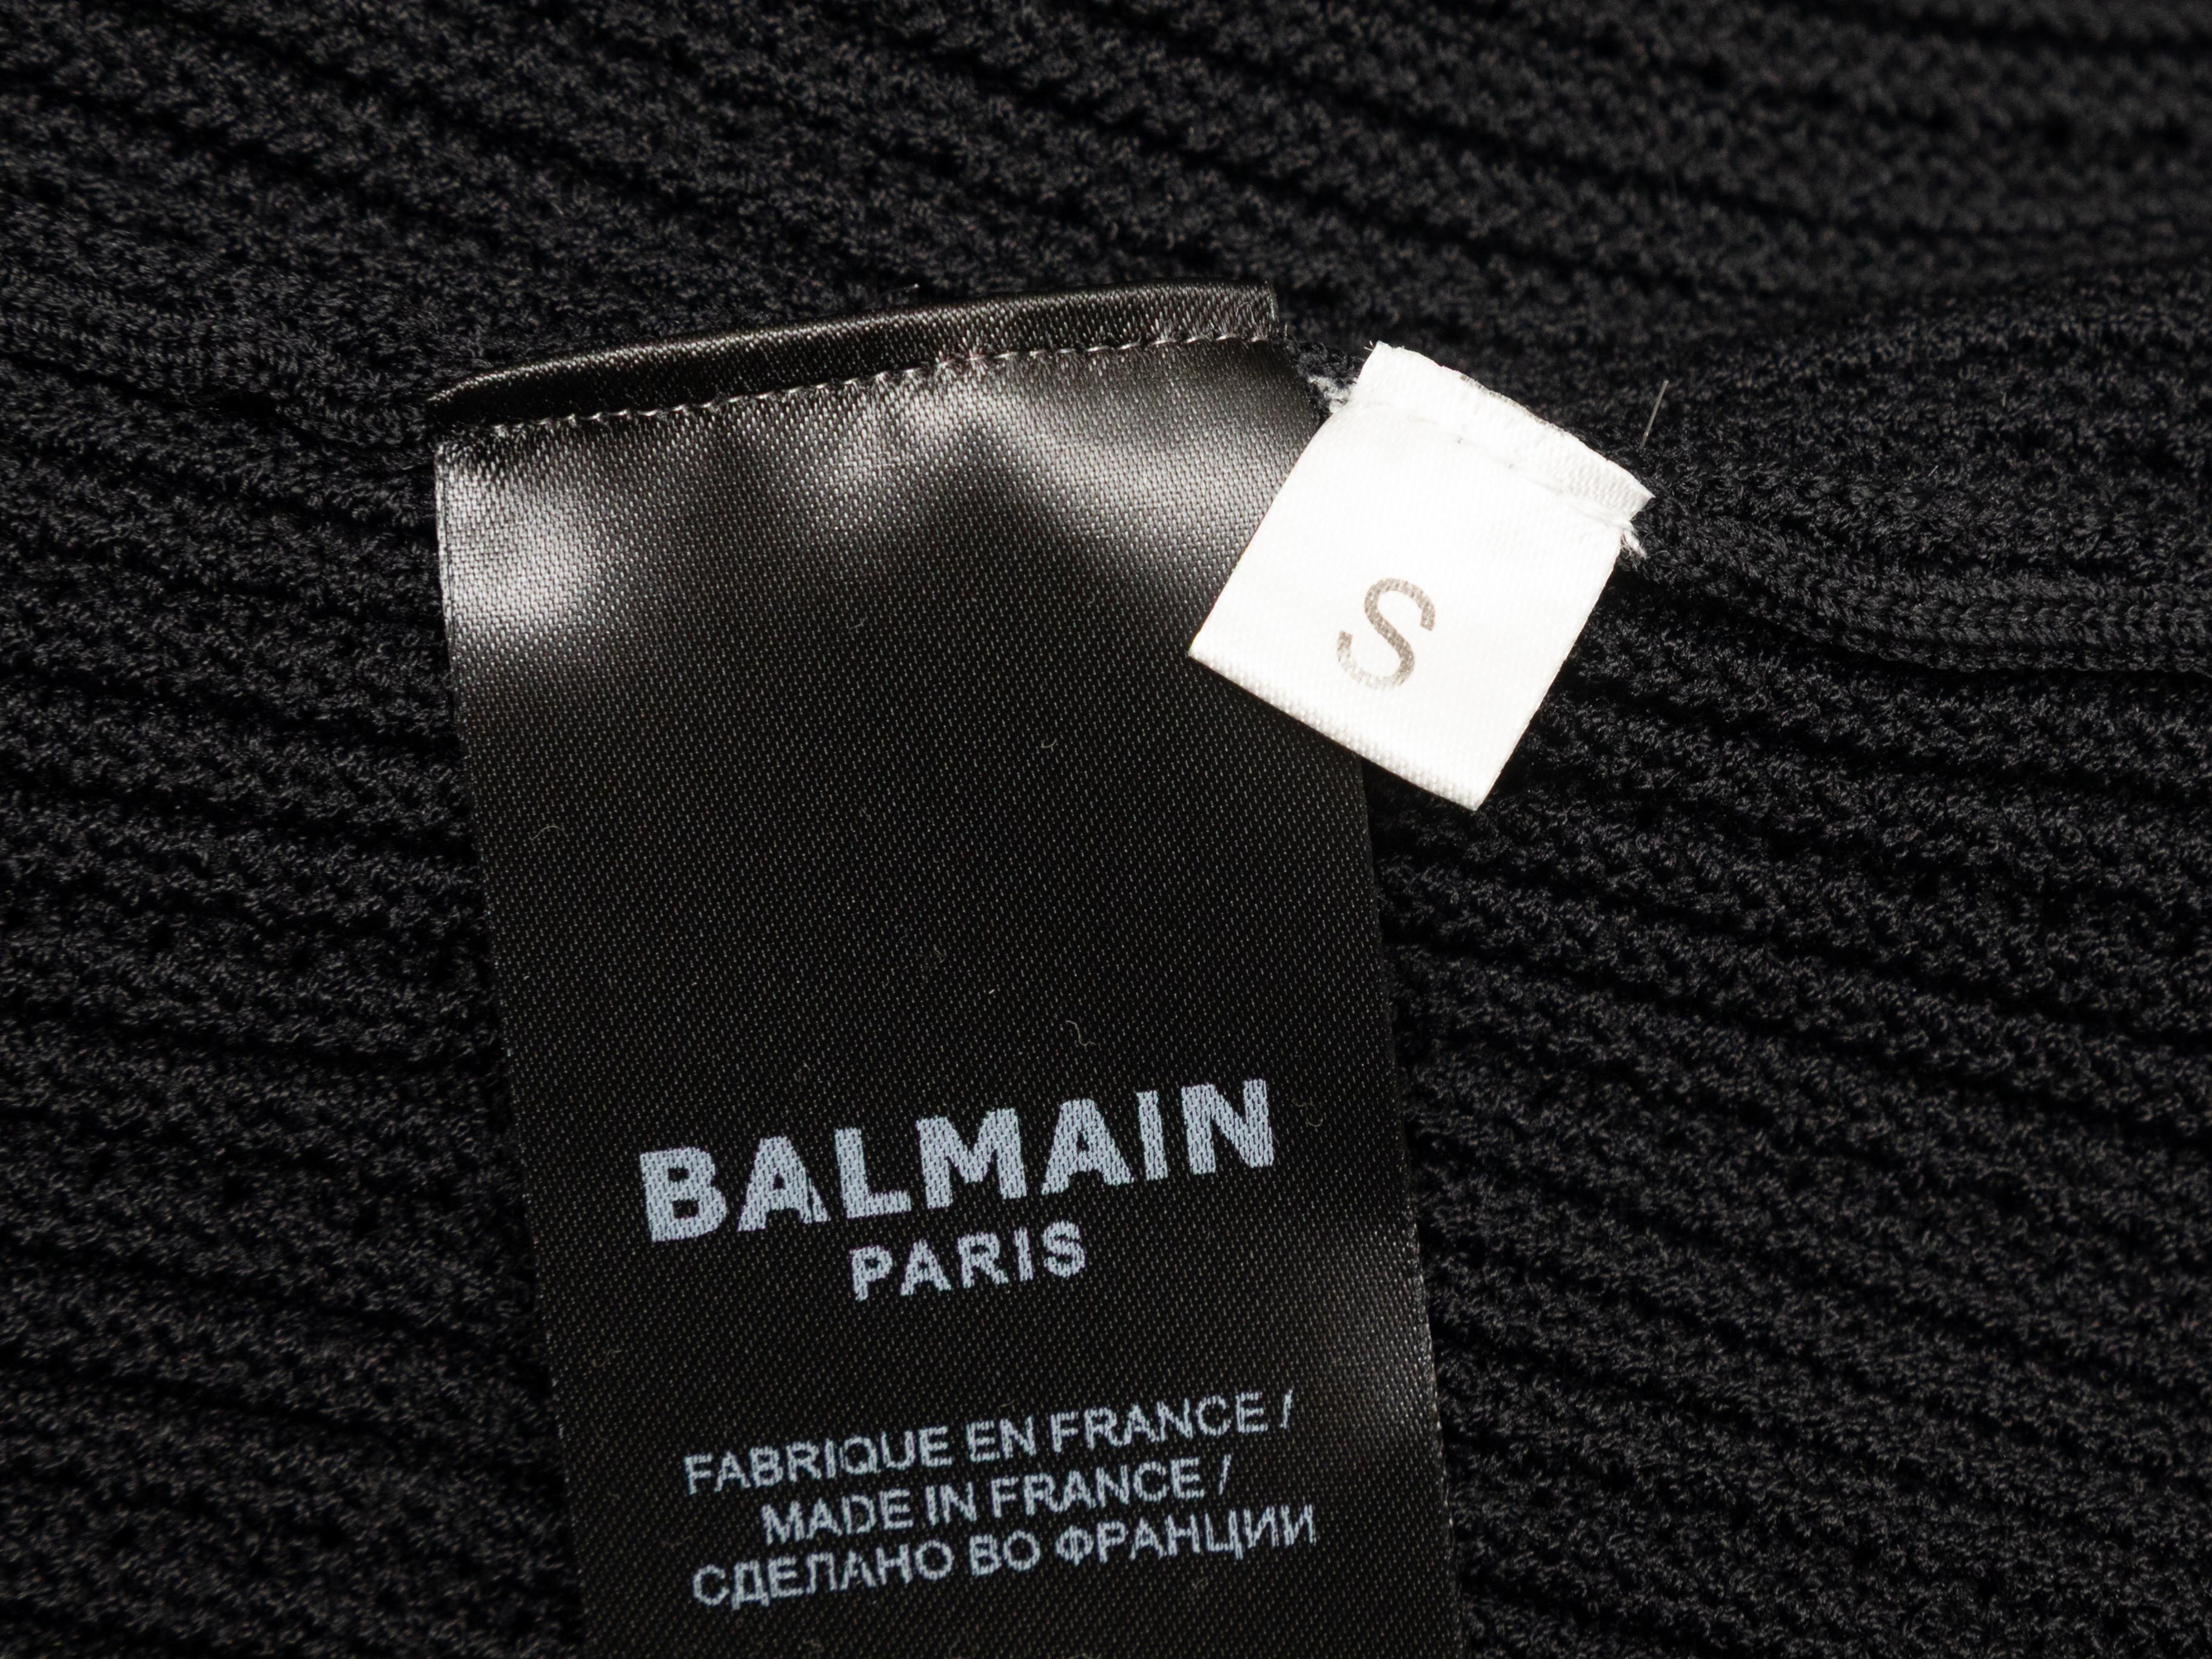 S
BALMAIN
PARIS
FABRIQUE EN FRANCE /
MADE IN FRANCE /
СДЕЛАНО ВО ФРАНЦИИ